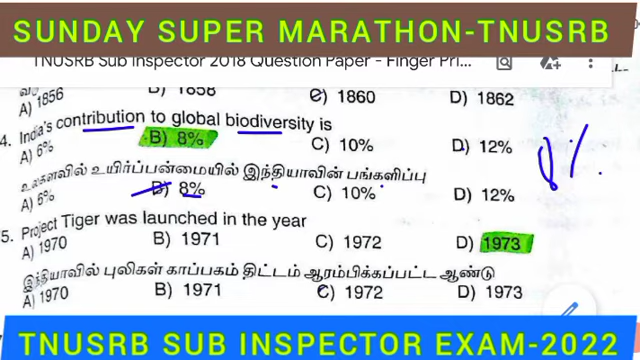 SUNDAY SUPER MARATHON-TNUSRB
TNUSRB Sub Inspector 2018 Question Paper - Finger Pri...
A) 1856 B) 1858 C) 1860 D) 1862
4. India's contribution to global biodiversity is
A) 6% B) 8% C) 10% D) 12%
உலகளவில் உயிர்ப்பன்மையில் இந்தியாவின் பங்களிப்பு
A) 6% B) 8% C) 10% D) 12%
8%
5. Project Tiger was launched in the year
A) 1970 B) 1971 C) 1972 D) 1973
இந்தியாவில் புலிகள் காப்பகம் திட்டம் ஆரம்பிக்கப்பட்ட ஆண்டு
A) 1970 B) 1971 C) 1972 D) 1973
TNUSRB SUB INSPECTOR EXAM-2022